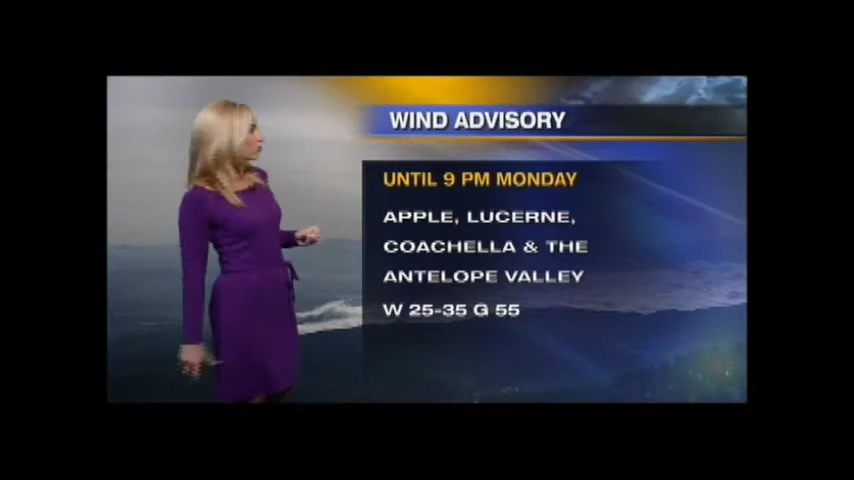 WIND ADVISORY
UNTIL 9 PM MONDAY
APPLE, LUCERNE,
COACHELLA & THE
ANTELOPE VALLEY
W 25-35 G 55